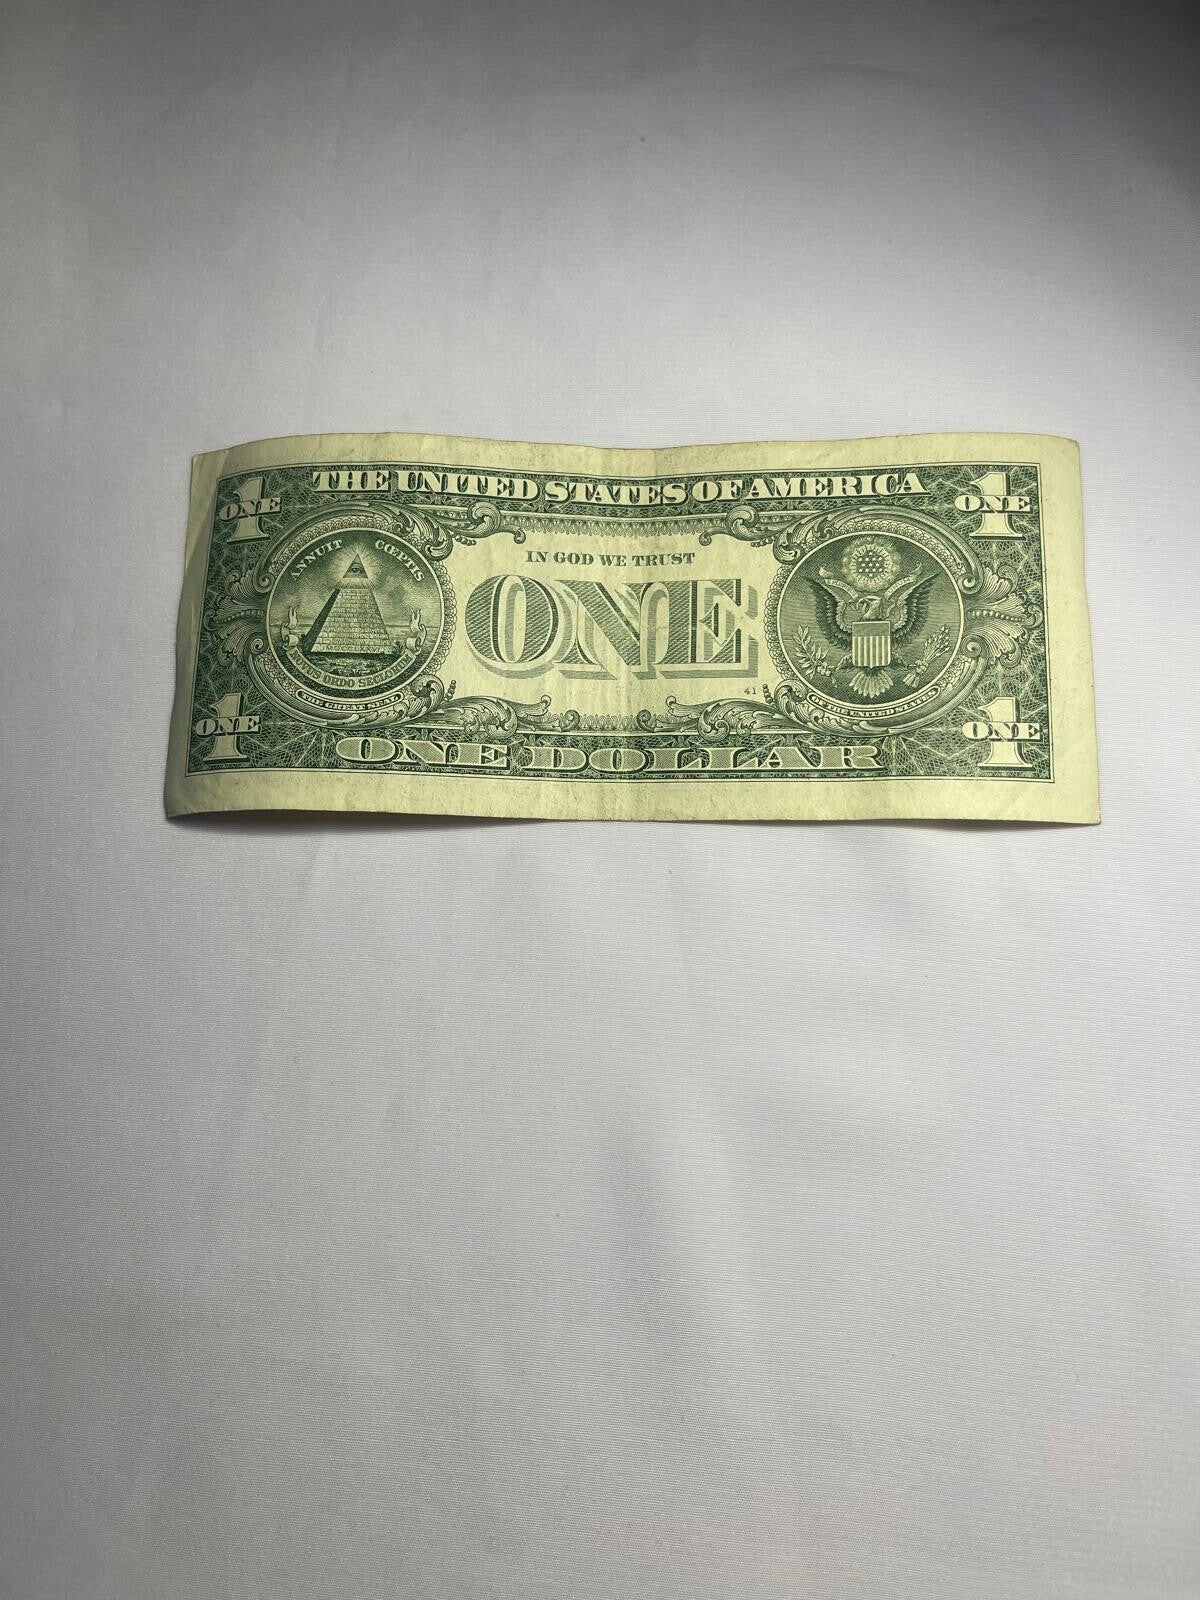 THE UNITED STATES OF AMERICA
1
ONE
1
ONE
ANNUIT CŒPTIS
MDCCLXXVI
NOVUS ORDO SECLORUM
THE GREAT SEAL
IN GOD WE TRUST
ONE
41
OF THE UNITED STATES
1
ONE
1
ONE
ONE DOLLAR